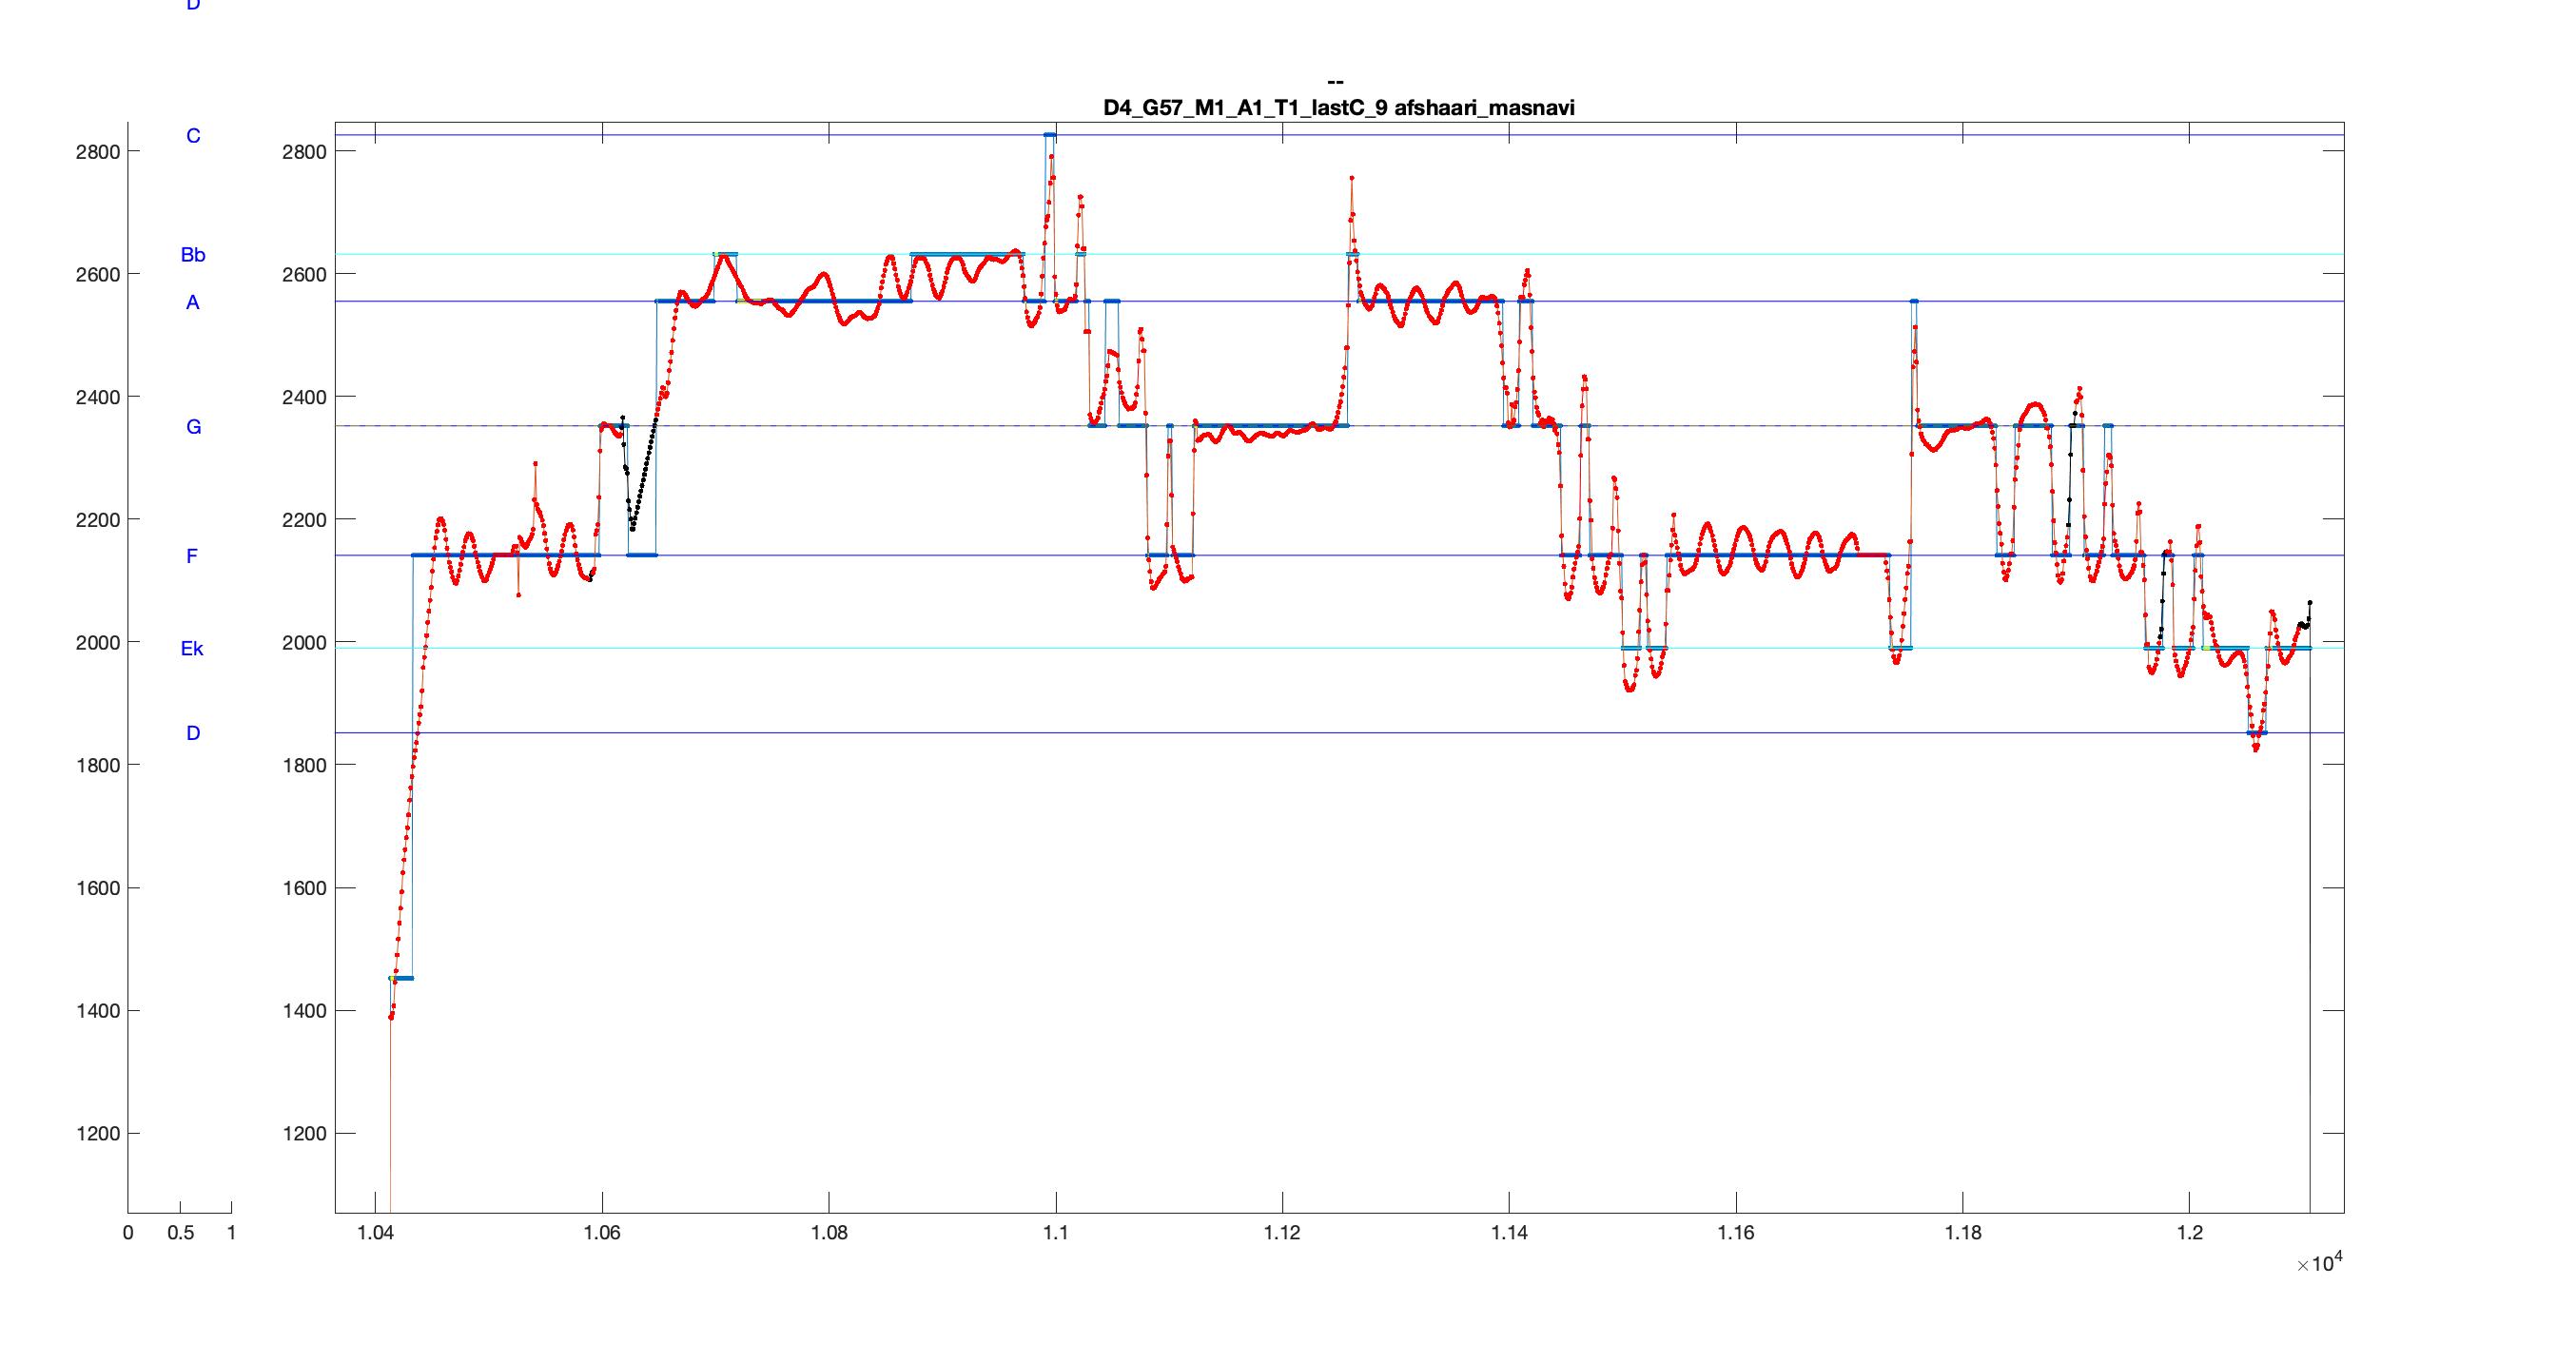 D
--
D4_G57_M1_A1_T1_lastC_9 afshaari_masnavi
2800 C 2800
Bb
2600 2600
A
2400 G 2400
2200 2200
F
2000 Ek 2000
D
1800 1800
1600 1600
1400 1400
1200 1200
0 0.5 1 1.04 1.06 1.08 1.1 1.12 1.14 1.16 1.18 1.2
×10^4